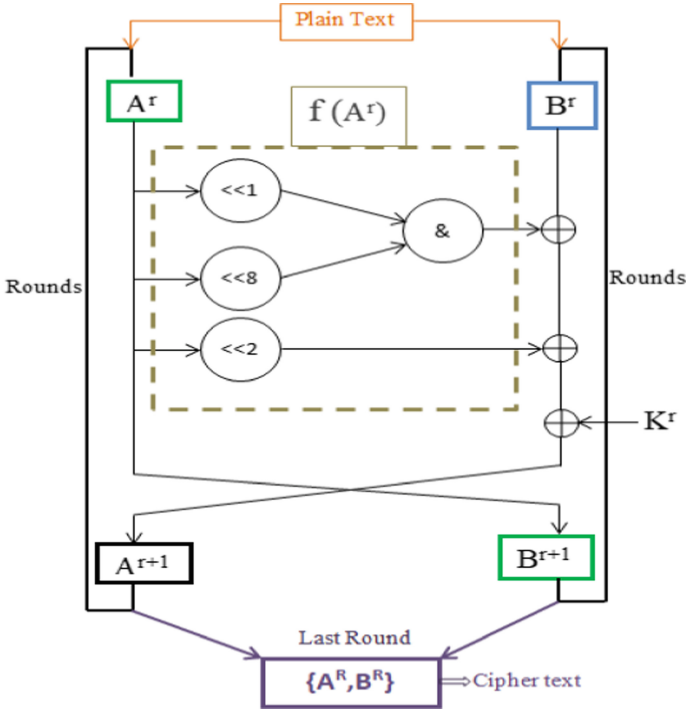 Plain Text
Aʳ
Bʳ
f (Aʳ)
<<1
&
Rounds
<<8
Rounds
<<2
Kʳ
Aʳ⁺¹
Bʳ⁺¹
Last Round
{Aᴿ,Bᴿ}
Cipher text